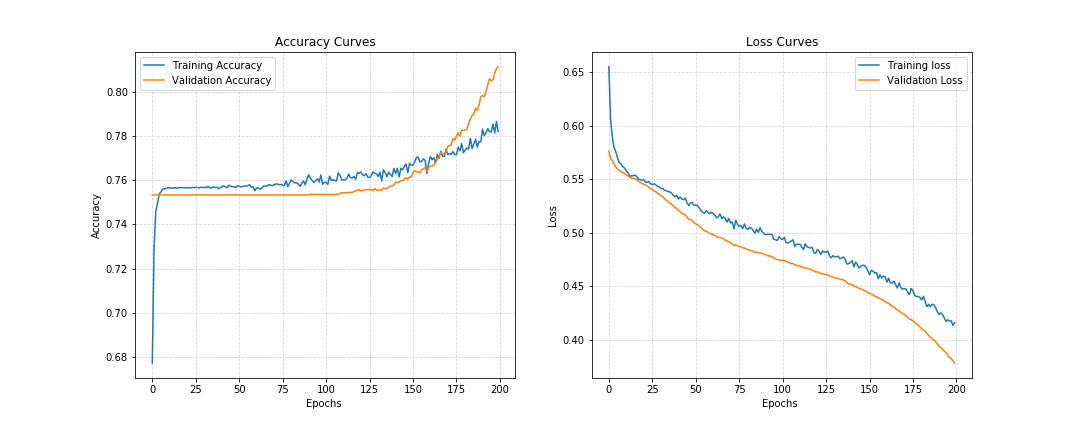 Accuracy Curves
Training Accuracy
Validation Accuracy
0.80
0.78
0.76
0.74
0.72
0.70
0.68
Accuracy
0 25 50 75 100 125 150 175 200
Epochs
Loss Curves
Training loss
Validation Loss
0.65
0.60
0.55
0.50
0.45
0.40
Loss
0 25 50 75 100 125 150 175 200
Epochs